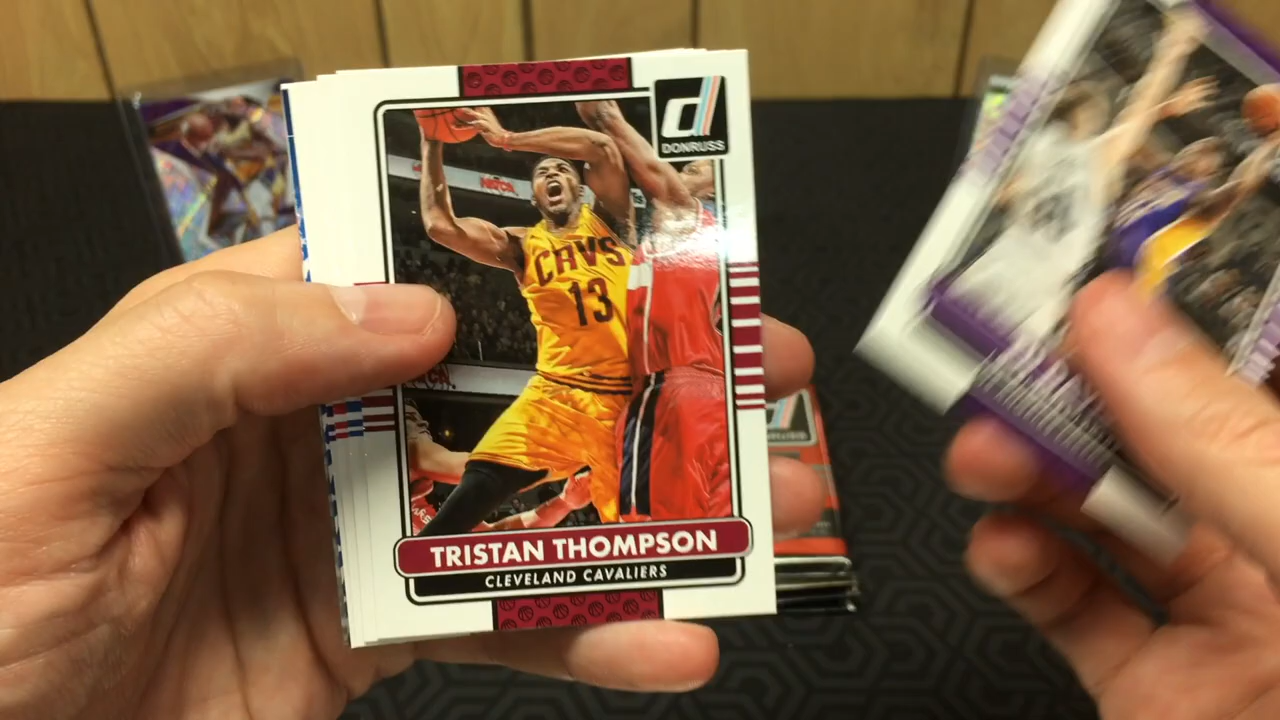 DONRUSS
CAVS
13
TRISTAN THOMPSON
CLEVELAND CAVALIERS